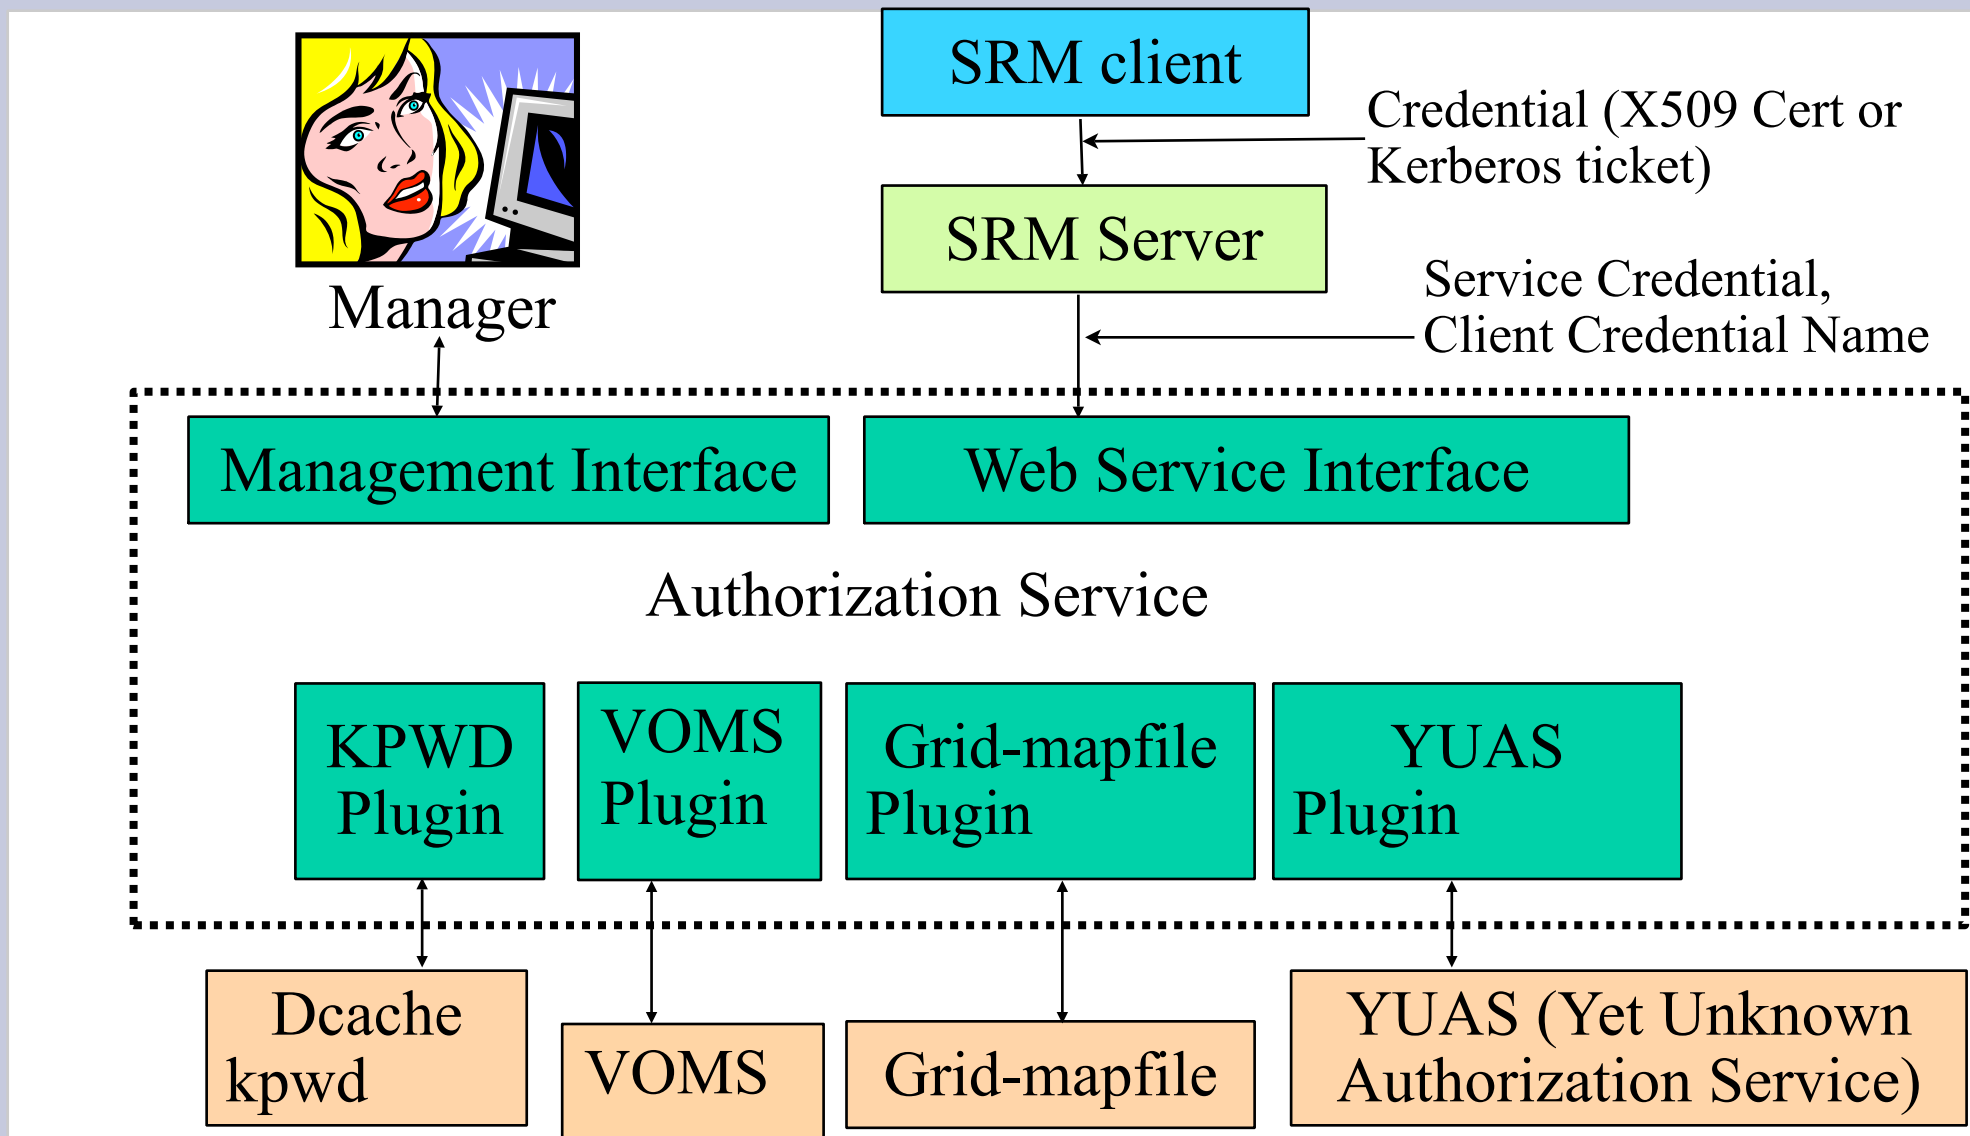 SRM client
Credential (X509 Cert or
Kerberos ticket)
SRM Server
Service Credential,
Client Credential Name
Manager
Management Interface
Web Service Interface
Authorization Service
KPWD
Plugin
VOMS
Plugin
Grid-mapfile
Plugin
YUAS
Plugin
Dcache
kpwd
VOMS
Grid-mapfile
YUAS (Yet Unknown
Authorization Service)